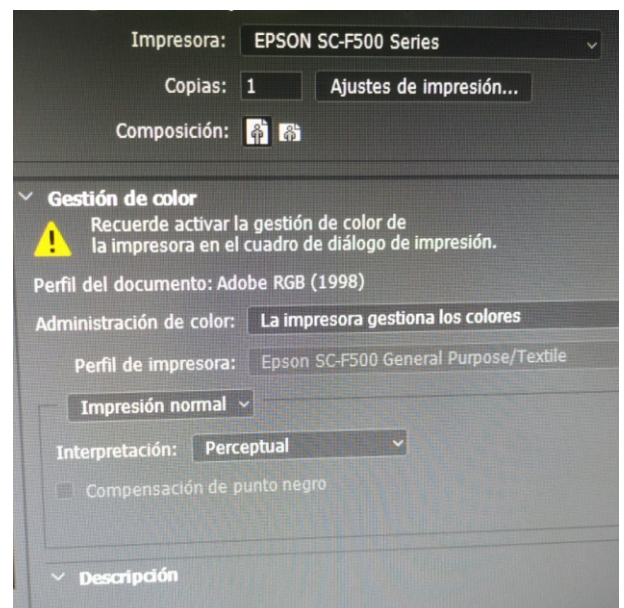 Impresora: EPSON SC-F500 Series
Copias: 1 Ajustes de impresión...
Composición:
Gestión de color
Recuerde activar la gestión de color de
la impresora en el cuadro de diálogo de impresión.
Perfil del documento: Adobe RGB (1998)
Administración de color: La impresora gestiona los colores
Perfil de impresora: Epson SC-F500 General Purpose/Textile
Impresión normal
Interpretación: Perceptual
Compensación de punto negro
Descripción